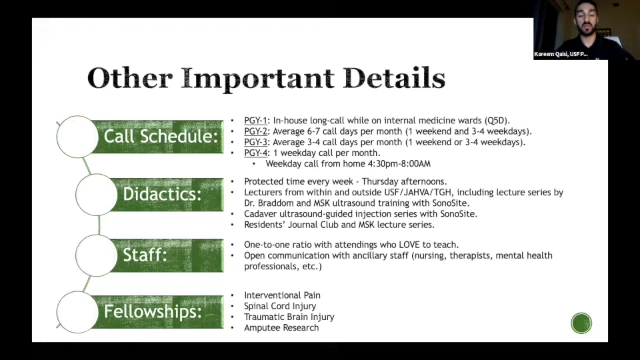 Kareem Qaisi, USF P...
Other Important Details
Call Schedule:
PGY-1: In-house long-call while on internal medicine wards (Q5D).
PGY-2: Average 6-7 call days per month (1 weekend and 3-4 weekdays).
PGY-3: Average 3-4 call days per month (1 weekend or 3-4 weekdays).
PGY-4: 1 weekday call per month.
Weekday call from home 4:30pm-8:00AM
Didactics:
Protected time every week - Thursday afternoons.
Lecturers from within and outside USF/JAHVA/TGH, including lecture series by
Dr. Braddom and MSK ultrasound training with SonoSite.
Cadaver ultrasound-guided injection series with SonoSite.
Residents' Journal Club and MSK lecture series.
Staff:
One-to-one ratio with attendings who LOVE to teach.
Open communication with ancillary staff (nursing, therapists, mental health
professionals, etc.)
Fellowships:
Interventional Pain
Spinal Cord Injury
Traumatic Brain Injury
Amputee Research